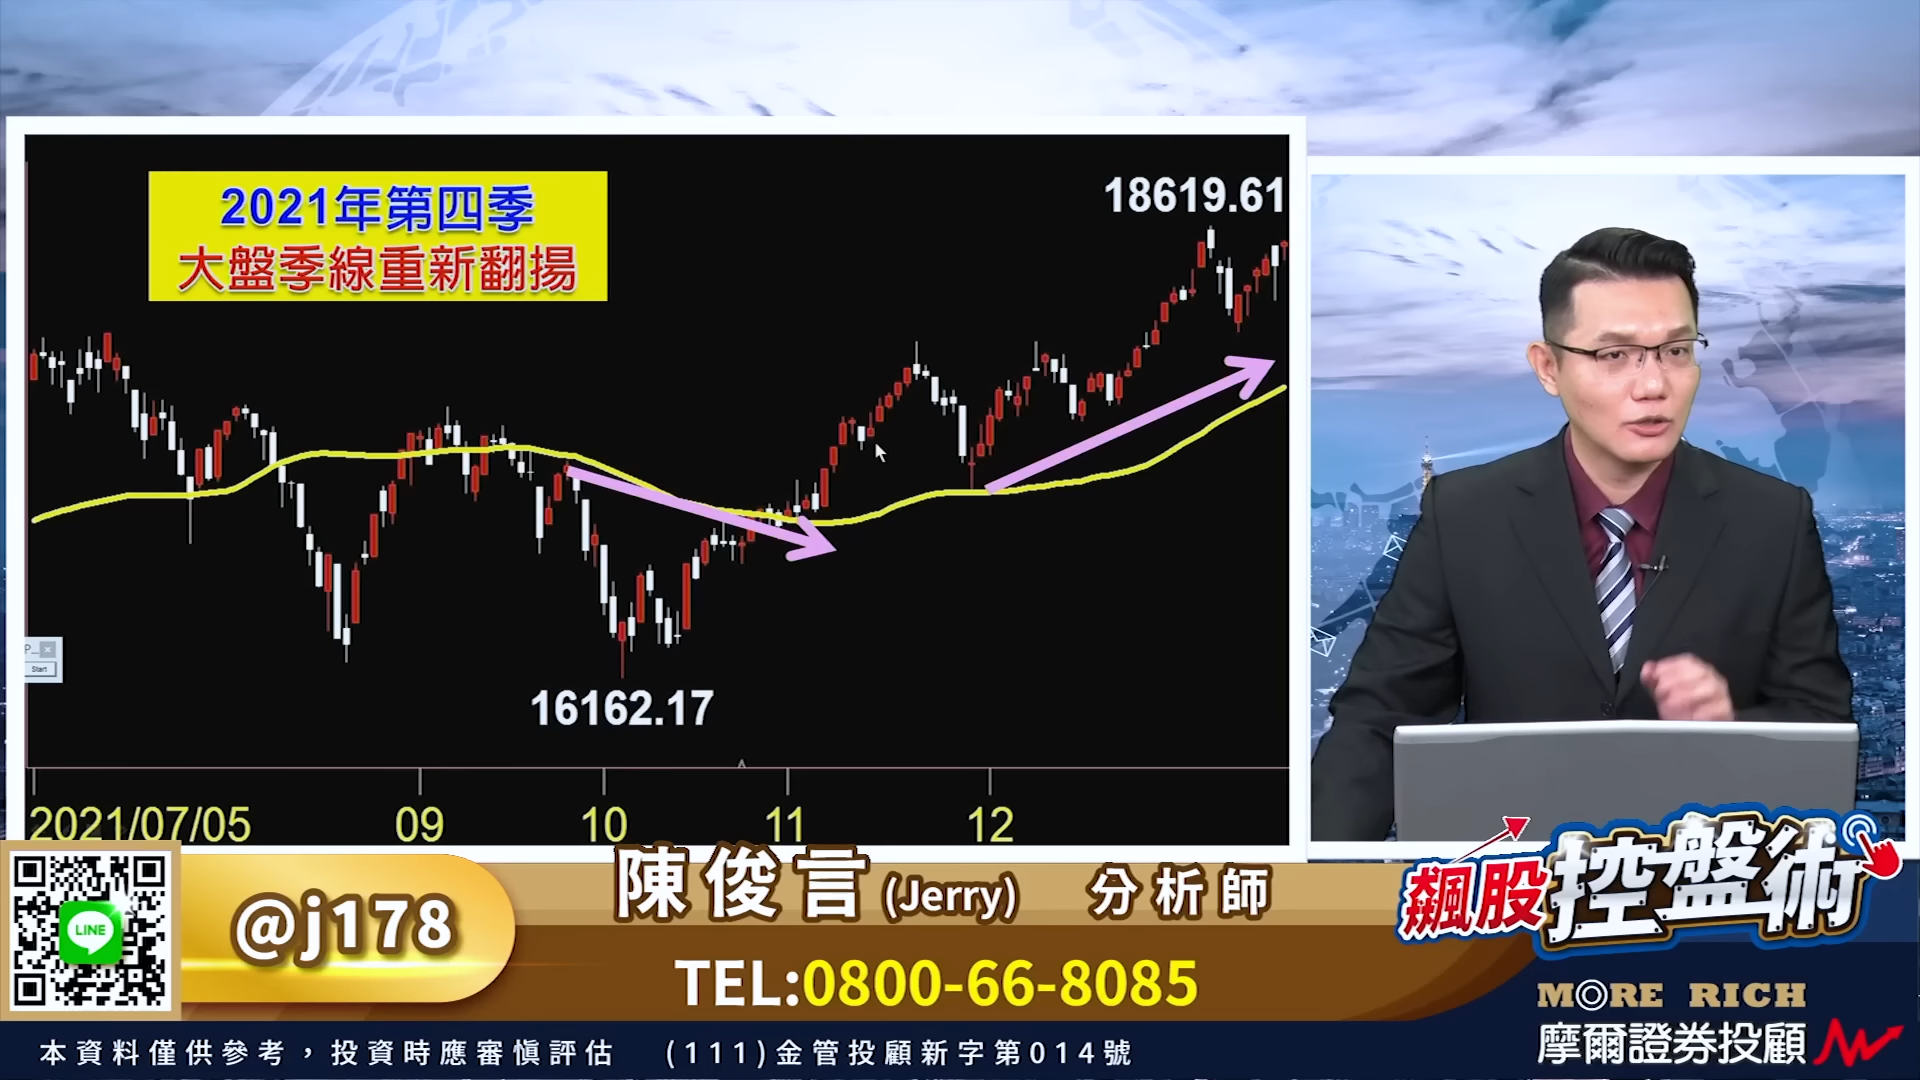 2021年第四季
大盤季線重新翻揚
18619.61
16162.17
P...
Start
2021/07/05
09
10
11
12
LINE
@j178
陳俊言(Jerry) 分析師
TEL:0800-66-8085
飆股控盤術
MORE RICH
摩爾證券投顧
本資料僅供參考，投資時應審慎評估 (111)金管投顧新字第014號